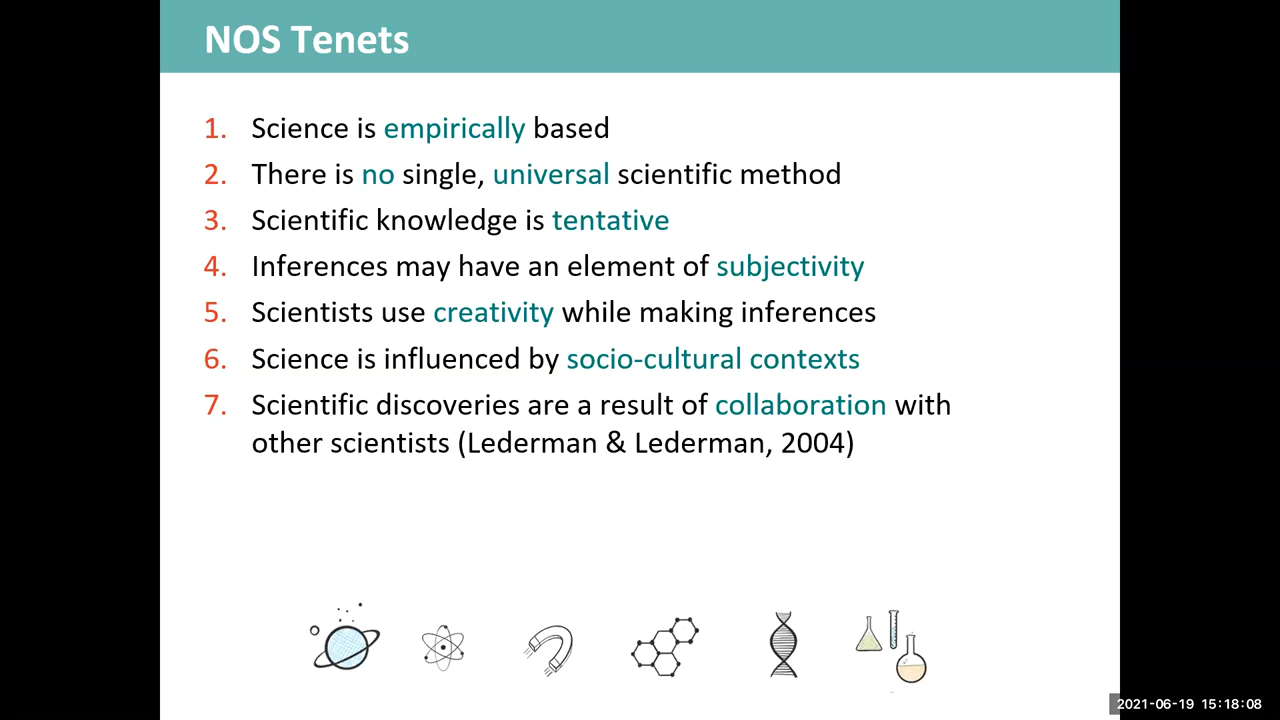 NOS Tenets
1. Science is empirically based
2. There is no single, universal scientific method
3. Scientific knowledge is tentative
4. Inferences may have an element of subjectivity
5. Scientists use creativity while making inferences
6. Science is influenced by socio-cultural contexts
7. Scientific discoveries are a result of collaboration with
other scientists (Lederman & Lederman, 2004)
2021-06-19 15:18:08